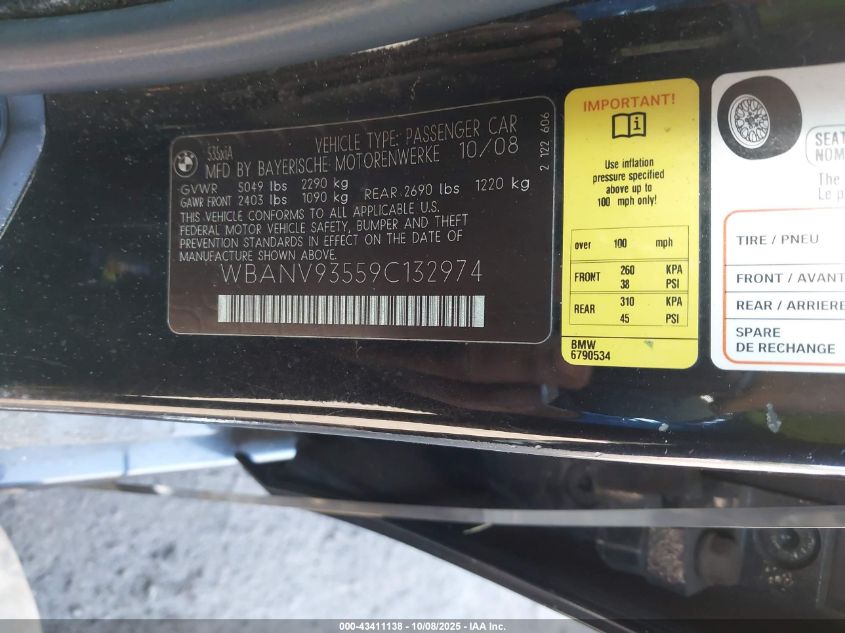 BMW
535xiA
VEHICLE TYPE: PASSENGER CAR
MFD BY BAYERISCHE MOTORENWERKE 10/08
GVWR 5049 lbs 2290 kg
GAWR FRONT 2403 lbs 1090 kg REAR 2690 lbs 1220 kg
THIS VEHICLE CONFORMS TO ALL APPLICABLE U.S.
FEDERAL MOTOR VEHICLE SAFETY, BUMPER AND THEFT
PREVENTION STANDARDS IN EFFECT ON THE DATE OF
MANUFACTURE SHOWN ABOVE.
WBANV93559C132974
2 122 606
IMPORTANT!
Use inflation
pressure specified
above up to
100 mph only!
over 100 mph
FRONT 260 KPA
38 PSI
REAR 310 KPA
45 PSI
BMW
6790534
SEAT
NOM
The
Le p
TIRE / PNEU
FRONT / AVANT
REAR / ARRIERE
SPARE
DE RECHANGE
000-43411138 - 10/08/2025 - IAA Inc.